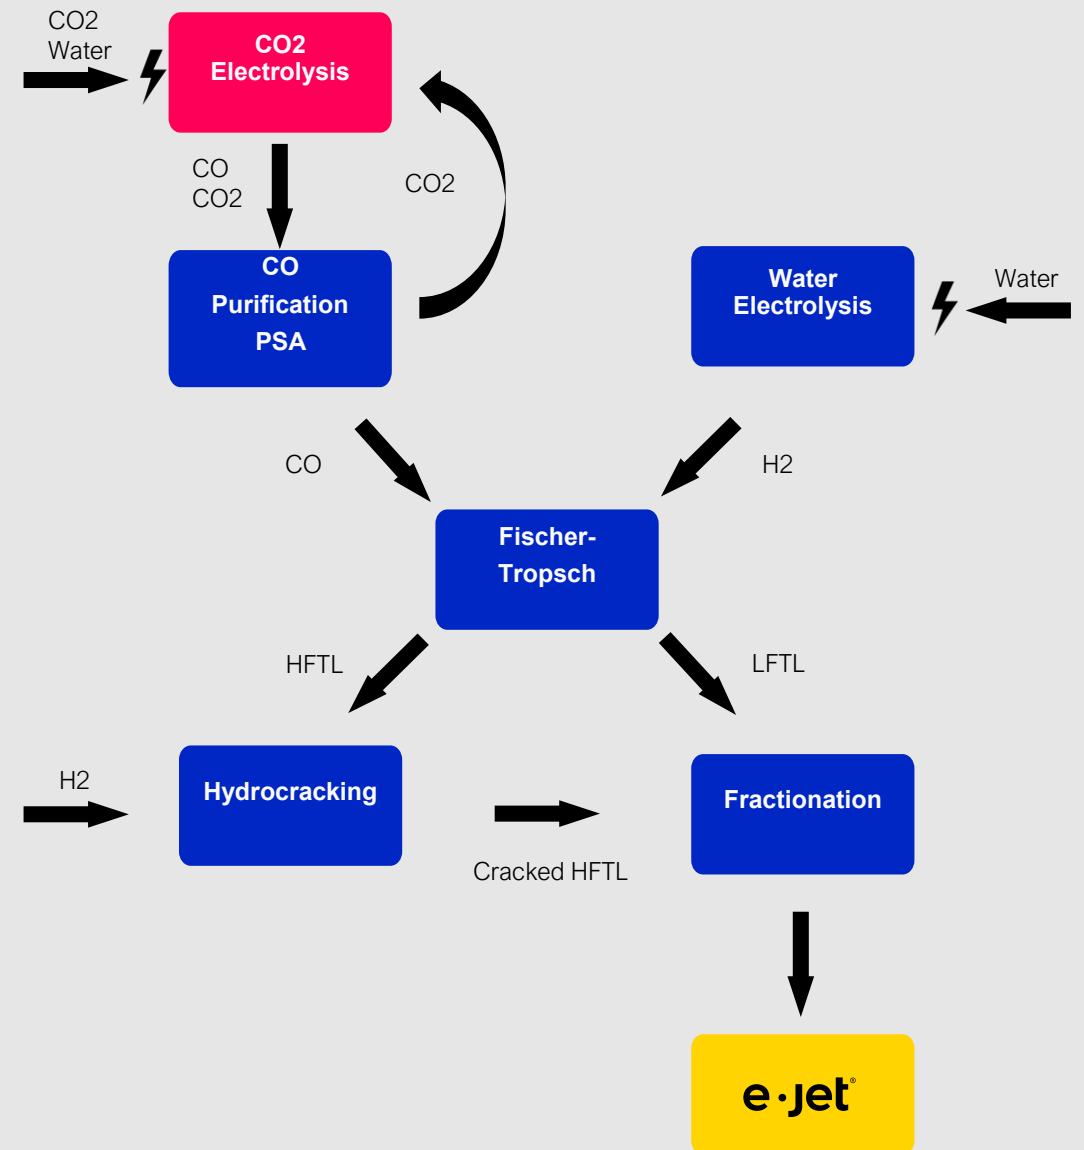 CO2
Water
CO2
Electrolysis
CO
CO2
CO2
CO
Purification
PSA
Water
Electrolysis
Water
CO
H2
Fischer-
Tropsch
HFTL
LFTL
H2
Hydrocracking
Cracked HFTL
Fractionation
e·jet®